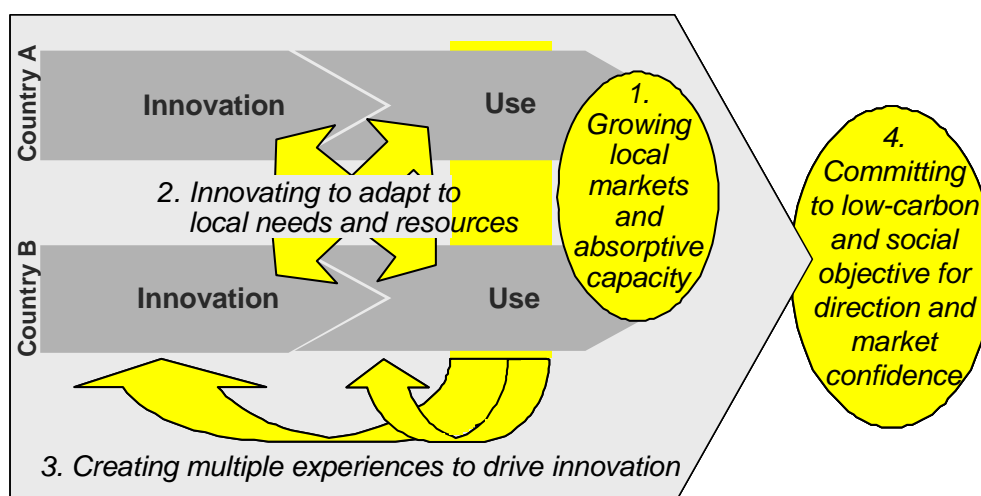 Country A
Innovation
Use
1.
Growing
local
markets
and
absorptive
capacity
2. Innovating to adapt to
local needs and resources
Country B
Innovation
Use
3. Creating multiple experiences to drive innovation
4.
Committing
to low-carbon
and social
objective for
direction and
market
confidence